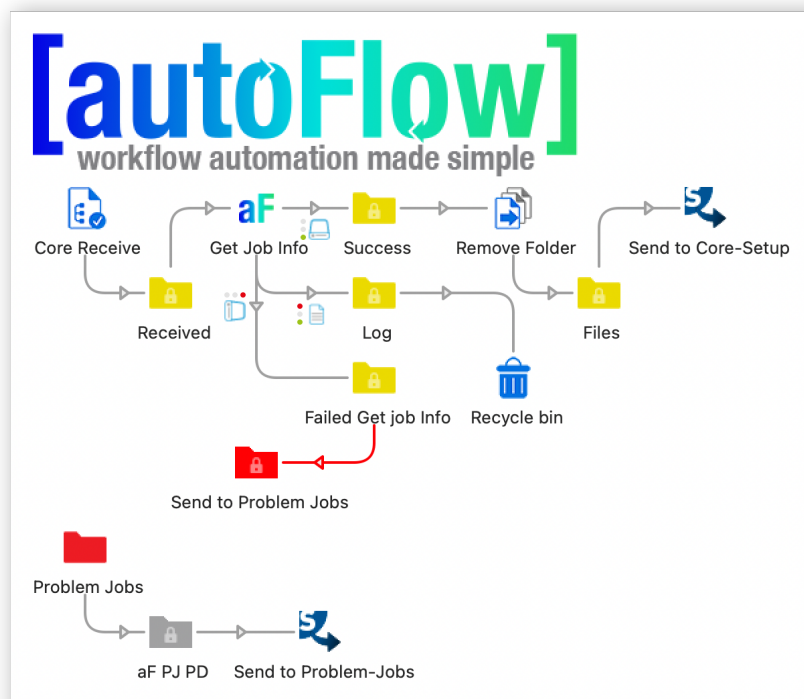 [autoFlow]
workflow automation made simple
aF
Core Receive
Get Job Info
Success
Remove Folder
Send to Core-Setup
Received
Log
Files
Failed Get job Info
Recycle bin
Send to Problem Jobs
Problem Jobs
aF PJ PD
Send to Problem-Jobs